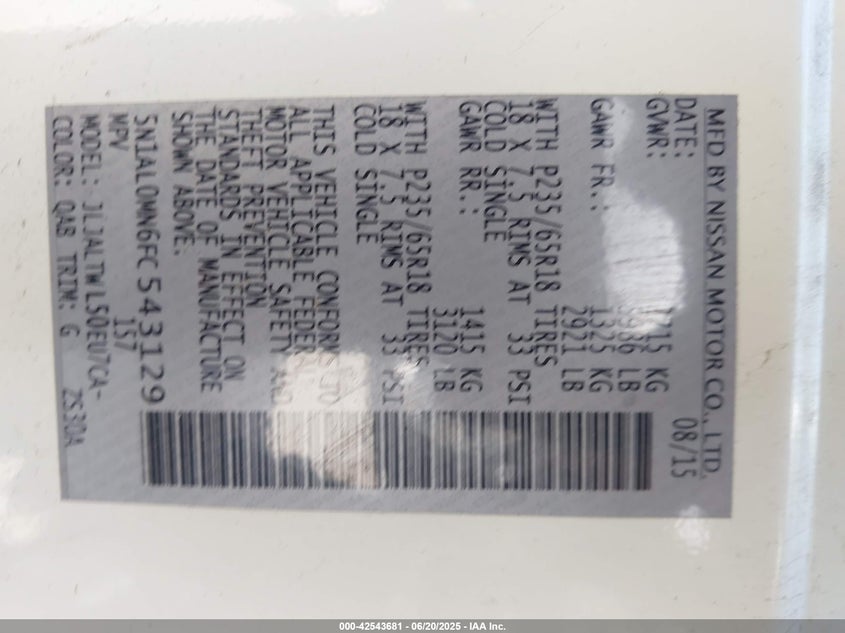 MFD BY NISSAN MOTOR CO., LTD.
DATE: 08/15
GVWR: KG
LB
GAWR FR.: 1325 KG
2921 LB
WITH P235/65R18 TIRES
18 X 7.5 RIMS AT 33 PSI
COLD SINGLE
GAWR RR.: 1415 KG
3120 LB
WITH P235/65R18 TIRES
18 X 7.5 RIMS AT 33 PSI
COLD SINGLE
THIS VEHICLE CONFORMS TO
ALL APPLICABLE FEDERAL
MOTOR VEHICLE SAFETY AND
THEFT PREVENTION
STANDARDS IN EFFECT ON
THE DATE OF MANUFACTURE
SHOWN ABOVE.
5N1AL0MN6FC543129
MPV 157
MODEL: JLJALTWL50EU7CA-
COLOR: QAB TRIM: G 2S30A
000-42543681 - 06/20/2025 - IAA Inc.